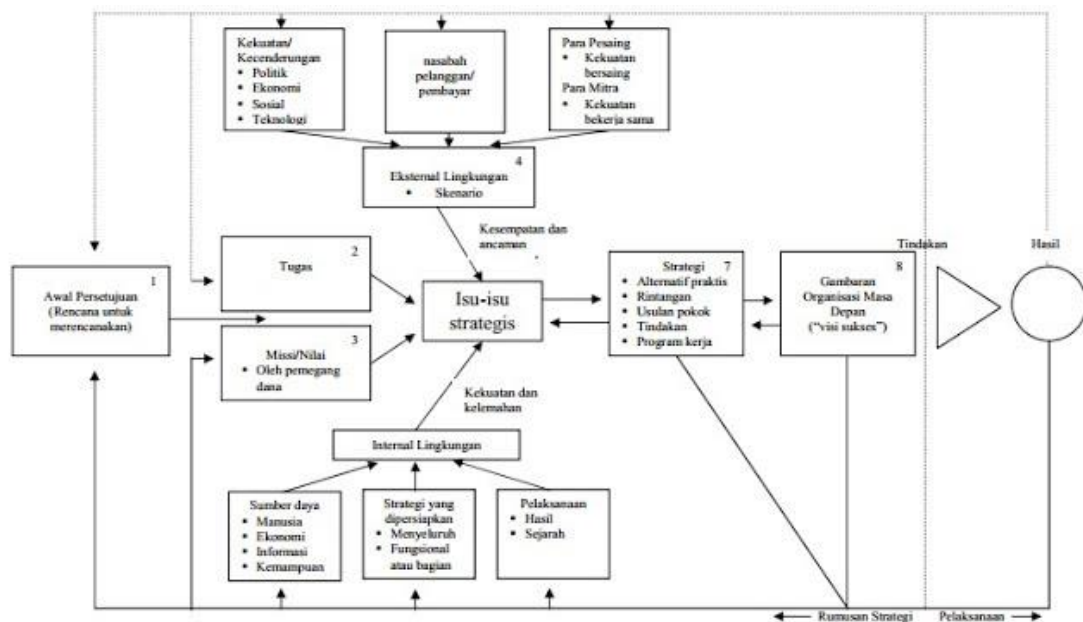 Kekuatan/
Kecenderungan
▪ Politik
▪ Ekonomi
▪ Sosial
▪ Teknologi
nasabah
pelanggan/
pembayar
Para Pesaing
▪ Kekuatan
bersaing
Para Mitra
▪ Kekuatan
bekerja sama
4
Eksternal Lingkungan
▪ Skenario
Kesempatan dan
ancaman
1
Awal Persetujuan
(Rencana untuk
merencanakan)
2
Tugas
3
Missi/Nilai
▪ Oleh pemegang
dana
Isu-isu
strategis
7
Strategi
▪ Alternatif praktis
▪ Rintangan
▪ Usulan pokok
▪ Tindakan
▪ Program kerja
8
Gambaran
Organisasi Masa
Depan
(“visi sukses”)
Tindakan
Hasil
Kekuatan dan
kelemahan
Internal Lingkungan
Sumber daya
▪ Manusia
▪ Ekonomi
▪ Informasi
▪ Kemampuan
Strategi yang
dipersiapkan
▪ Menyeluruh
▪ Fungsional
atau bagian
Pelaksanaan
▪ Hasil
▪ Sejarah
Rumusan Strategi
Pelaksanaan